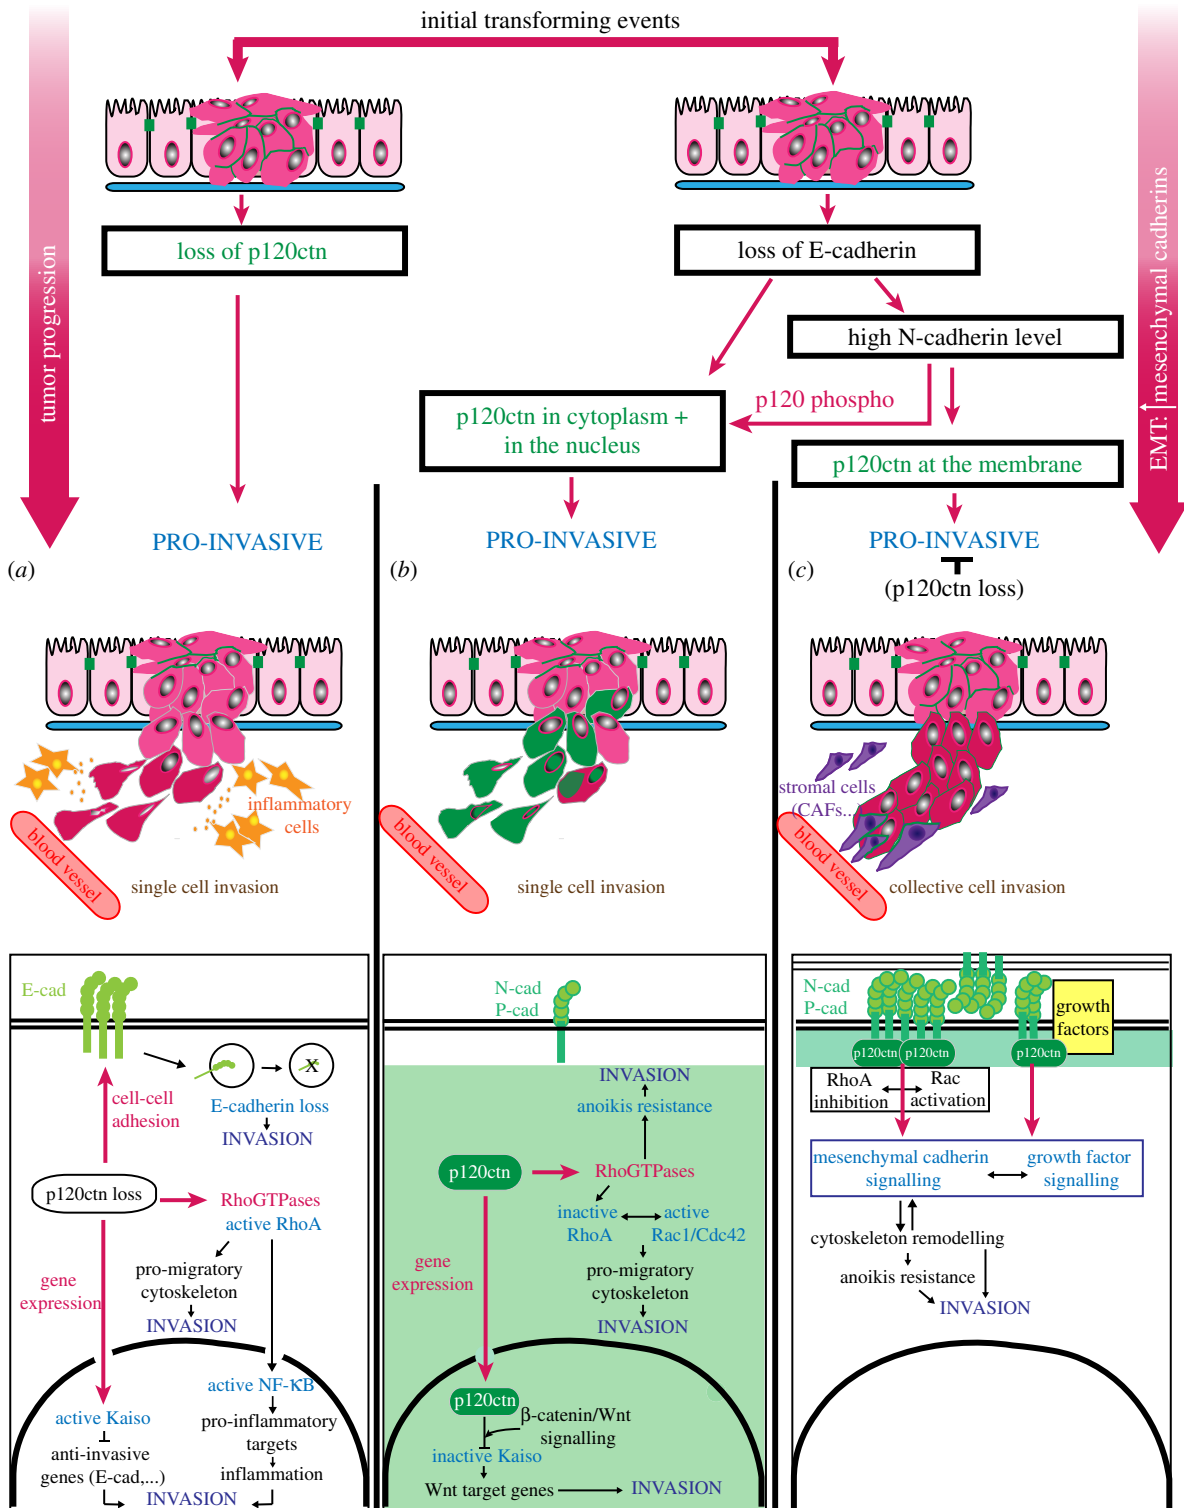 initial transforming events
tumor progression
EMT: mesenchymal cadherins
loss of p120ctn
loss of E-cadherin
high N-cadherin level
p120 phospho
p120ctn in cytoplasm +
in the nucleus
p120ctn at the membrane
PRO-INVASIVE
PRO-INVASIVE
PRO-INVASIVE
(p120ctn loss)
(a)
(b)
(c)
inflammatory
cells
blood vessel
single cell invasion
blood vessel
single cell invasion
stromal cells
(CAFs...)
blood vessel
collective cell invasion
E-cad
cell-cell
adhesion
X
E-cadherin loss
INVASION
p120ctn loss
RhoGTPases
active RhoA
gene
expression
pro-migratory
cytoskeleton
INVASION
active NF-κB
active Kaiso
pro-inflammatory
targets
anti-invasive
genes (E-cad,...)
inflammation
INVASION
N-cad
P-cad
INVASION
anoikis resistance
p120ctn
RhoGTPases
inactive
RhoA
active
Rac1/Cdc42
gene
expression
pro-migratory
cytoskeleton
INVASION
p120ctn
β-catenin/Wnt
signalling
inactive Kaiso
Wnt target genes
INVASION
N-cad
P-cad
growth
factors
p120ctn
p120ctn
p120ctn
RhoA
inhibition
Rac
activation
mesenchymal cadherin
signalling
growth factor
signalling
cytoskeleton remodelling
anoikis resistance
INVASION